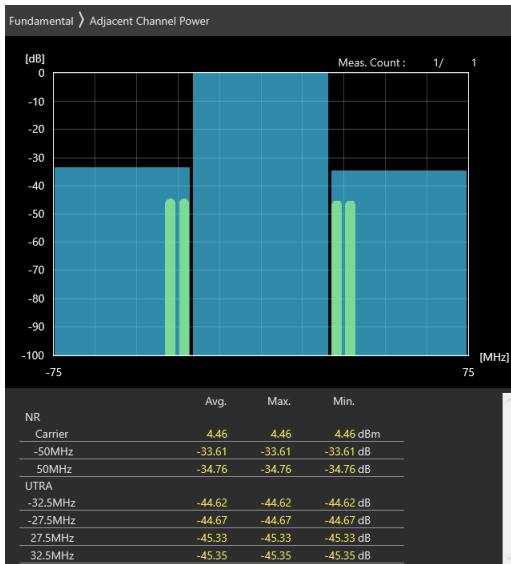 Fundamental 〉 Adjacent Channel Power
[dB]
Meas. Count : 1/ 1
0
-10
-20
-30
-40
-50
-60
-70
-80
-90
-100
[MHz]
-75 75
Avg. Max. Min.
NR
Carrier 4.46 4.46 4.46 dBm
-50MHz -33.61 -33.61 -33.61 dB
50MHz -34.76 -34.76 -34.76 dB
UTRA
-32.5MHz -44.62 -44.62 -44.62 dB
-27.5MHz -44.67 -44.67 -44.67 dB
27.5MHz -45.33 -45.33 -45.33 dB
32.5MHz -45.35 -45.35 -45.35 dB